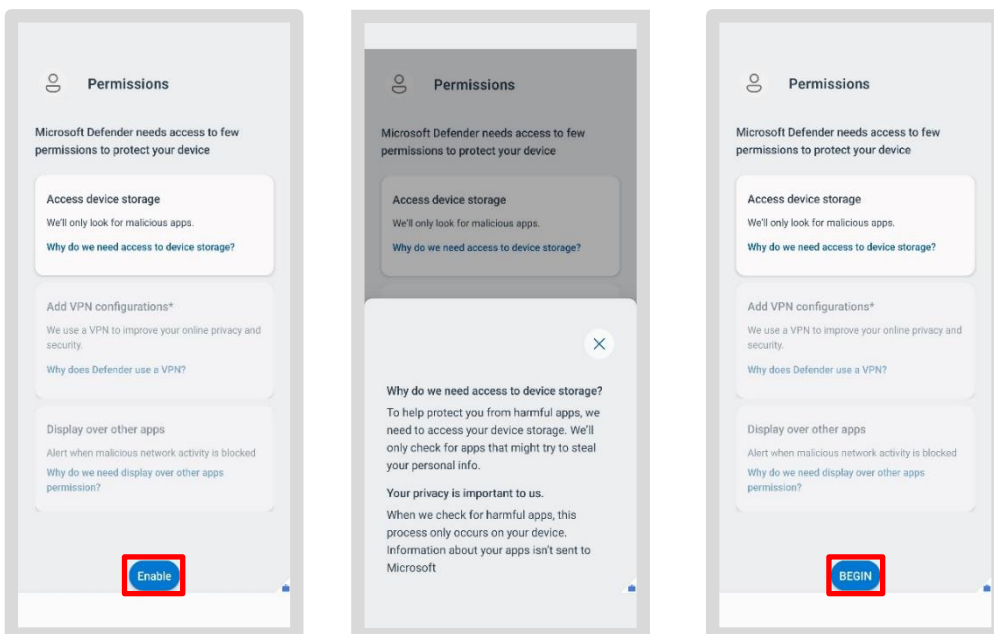 Permissions
Microsoft Defender needs access to few
permissions to protect your device
Access device storage
We'll only look for malicious apps.
Why do we need access to device storage?
Add VPN configurations*
We use a VPN to improve your online privacy and
security.
Why does Defender use a VPN?
Display over other apps
Alert when malicious network activity is blocked
Why do we need display over other apps
permission?
Enable
Permissions
Microsoft Defender needs access to few
permissions to protect your device
Access device storage
We'll only look for malicious apps.
Why do we need access to device storage?
Why do we need access to device storage?
To help protect you from harmful apps, we
need to access your device storage. We'll
only check for apps that might try to steal
your personal info.
Your privacy is important to us.
When we check for harmful apps, this
process only occurs on your device.
Information about your apps isn't sent to
Microsoft
Permissions
Microsoft Defender needs access to few
permissions to protect your device
Access device storage
We'll only look for malicious apps.
Why do we need access to device storage?
Add VPN configurations*
We use a VPN to improve your online privacy and
security.
Why does Defender use a VPN?
Display over other apps
Alert when malicious network activity is blocked
Why do we need display over other apps
permission?
BEGIN